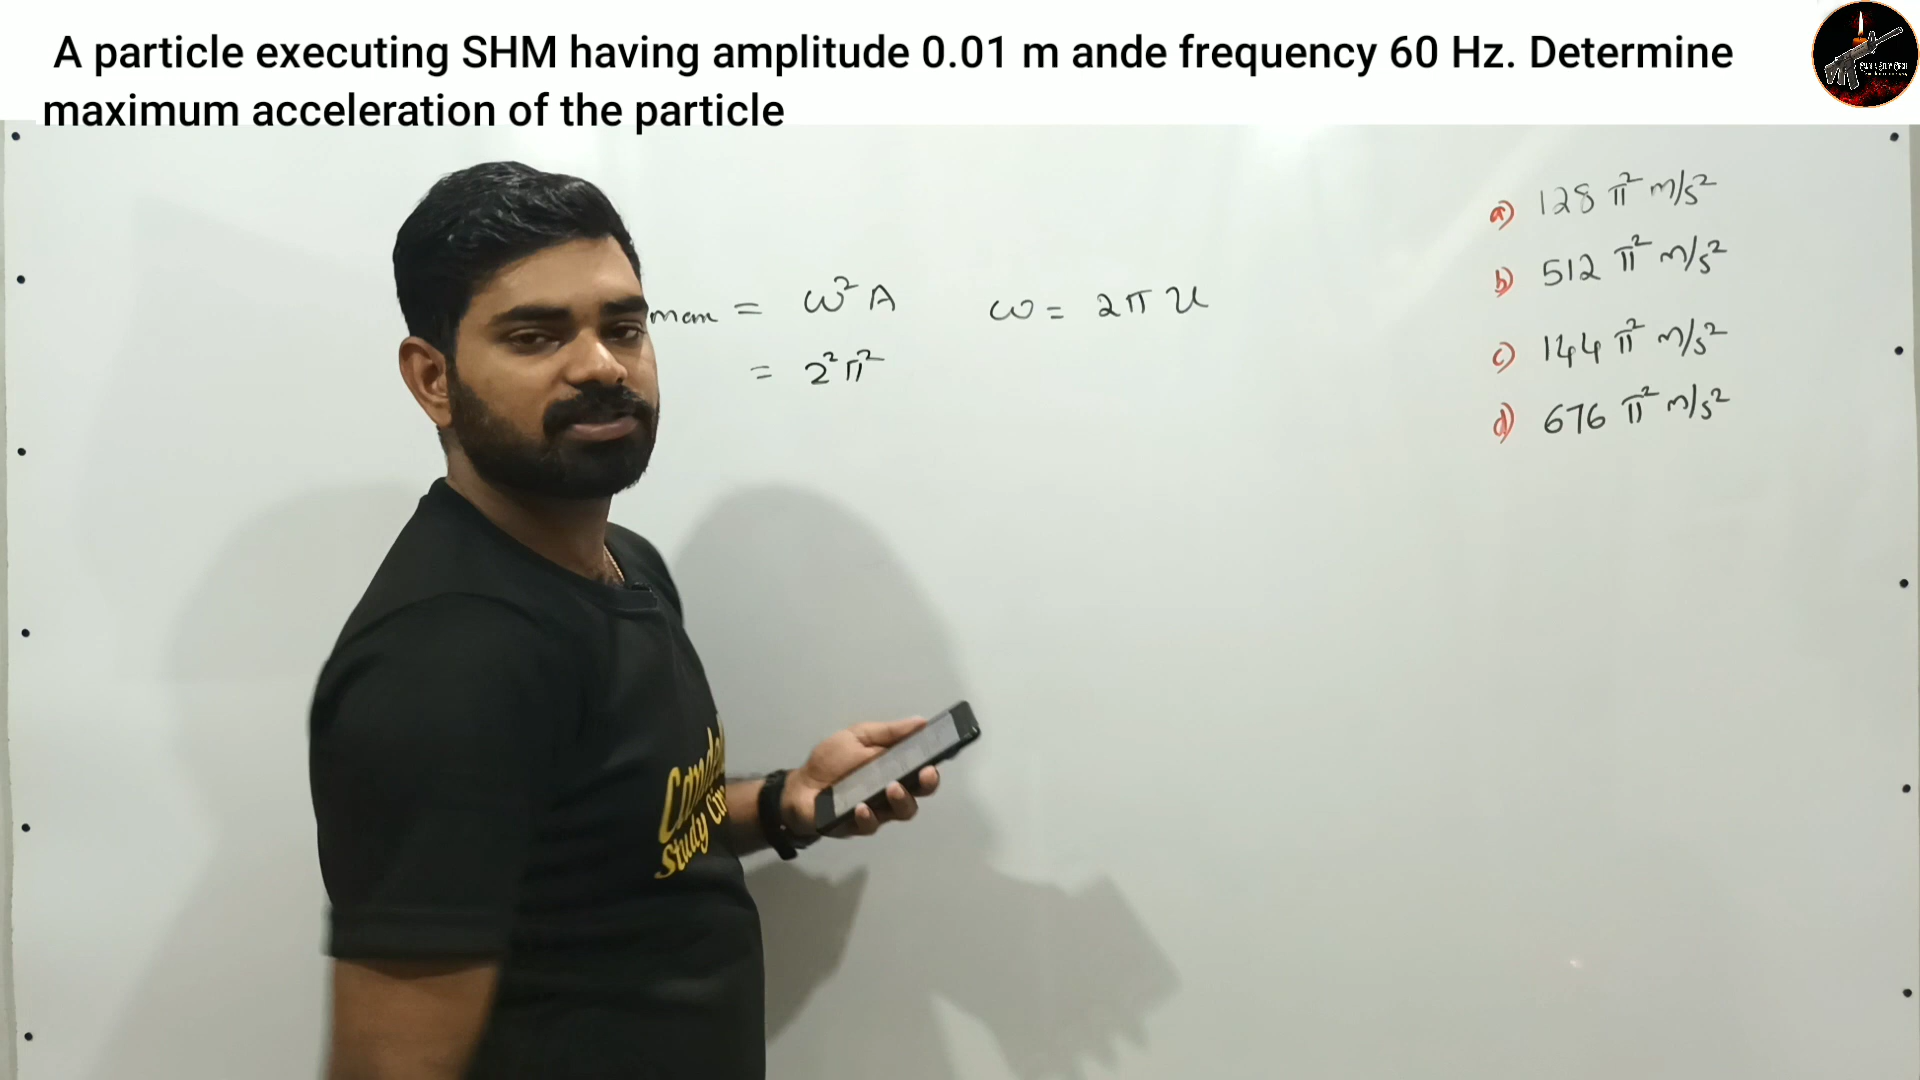 A particle executing SHM having amplitude 0.01 m ande frequency 60 Hz. Determine
maximum acceleration of the particle
max = ω² A
ω = 2π ν
= 2² π²
a) 128 π² m/s²
b) 512 π² m/s²
c) 144 π² m/s²
d) 676 π² m/s²
Study Cir